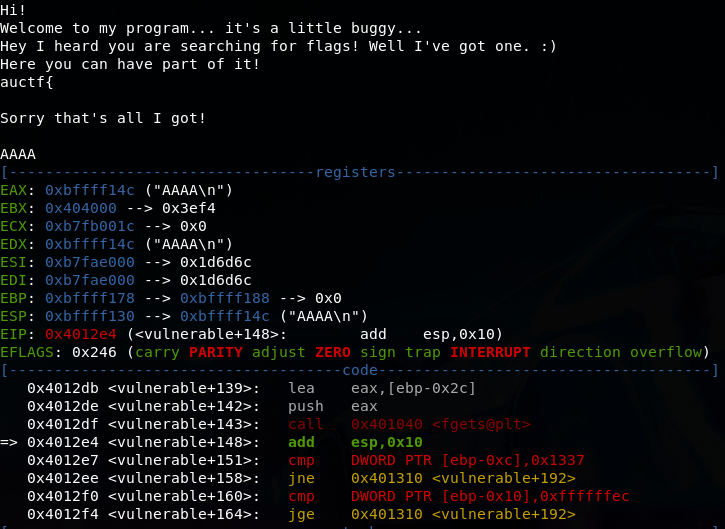 Hi!
Welcome to my program... it's a little buggy...
Hey I heard you are searching for flags! Well I've got one. :)
Here you can have part of it!
auctf{
Sorry that's all I got!
AAAA
[----------------------------------registers-----------------------------------]
EAX: 0xbffff14c ("AAAA\n")
EBX: 0x404000 --> 0x3ef4
ECX: 0xb7fb001c --> 0x0
EDX: 0xbffff14c ("AAAA\n")
ESI: 0xb7fae000 --> 0x1d6d6c
EDI: 0xb7fae000 --> 0x1d6d6c
EBP: 0xbffff178 --> 0xbffff188 --> 0x0
ESP: 0xbffff130 --> 0xbffff14c ("AAAA\n")
EIP: 0x4012e4 (<vulnerable+148>:        add    esp,0x10)
EFLAGS: 0x246 (carry PARITY adjust ZERO sign trap INTERRUPT direction overflow)
[-------------------------------------code-------------------------------------]
   0x4012db <vulnerable+139>:   lea    eax,[ebp-0x2c]
   0x4012de <vulnerable+142>:   push   eax
   0x4012df <vulnerable+143>:   call   0x401040 <fgets@plt>
=> 0x4012e4 <vulnerable+148>:   add    esp,0x10
   0x4012e7 <vulnerable+151>:   cmp    DWORD PTR [ebp-0xc],0x1337
   0x4012ee <vulnerable+158>:   jne    0x401310 <vulnerable+192>
   0x4012f0 <vulnerable+160>:   cmp    DWORD PTR [ebp-0x10],0xffffffec
   0x4012f4 <vulnerable+164>:   jge    0x401310 <vulnerable+192>